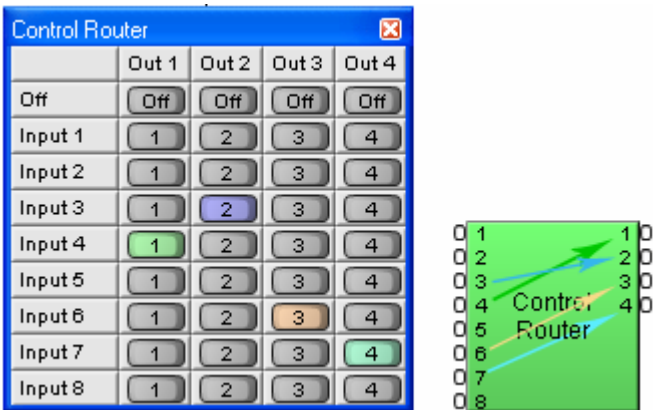 Control Router
Out 1 Out 2 Out 3 Out 4
Off Off Off Off Off
Input 1 1 2 3 4
Input 2 1 2 3 4
Input 3 1 2 3 4
Input 4 1 2 3 4
Input 5 1 2 3 4
Input 6 1 2 3 4
Input 7 1 2 3 4
Input 8 1 2 3 4
1 1
2 2
3 3
4 Control 4
5 Router
6
7
8